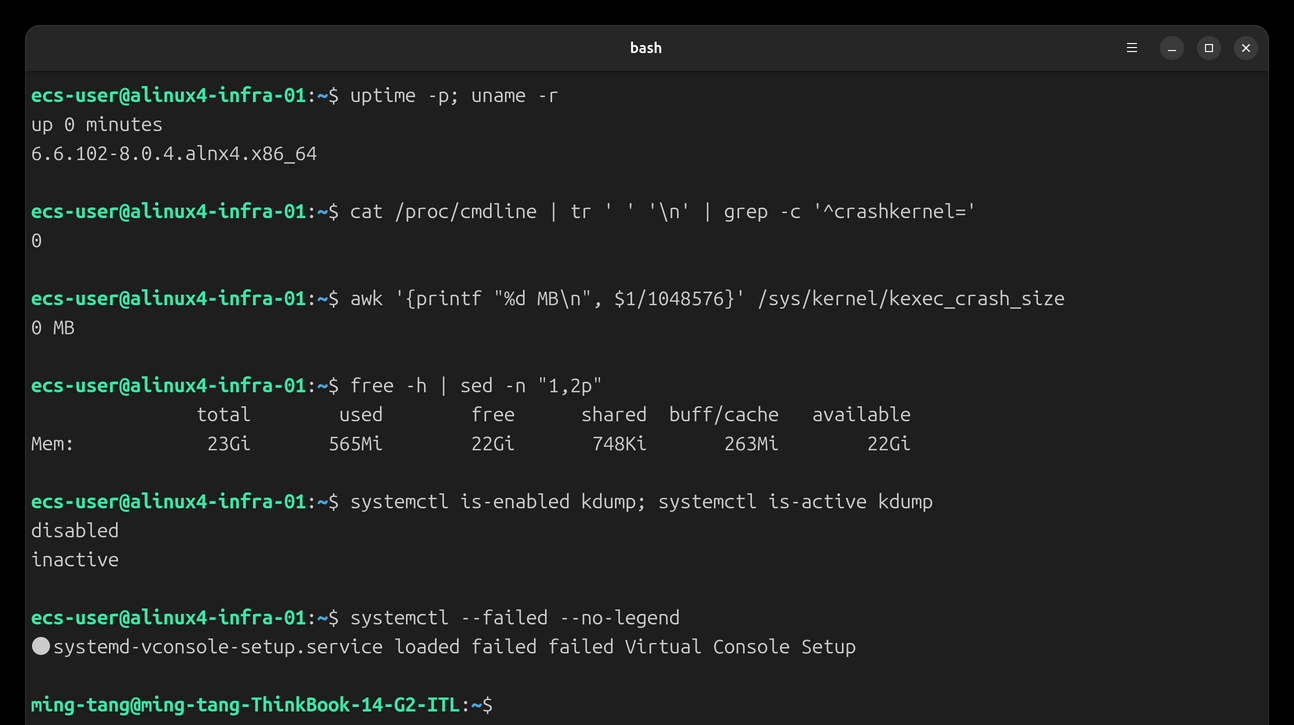 bash
ecs-user@alinux4-infra-01:~$ uptime -p; uname -r
up 0 minutes
6.6.102-8.0.4.alnx4.x86_64
ecs-user@alinux4-infra-01:~$ cat /proc/cmdline | tr ' ' '\n' | grep -c '^crashkernel='
0
ecs-user@alinux4-infra-01:~$ awk '{printf "%d MB\n", $1/1048576}' /sys/kernel/kexec_crash_size
0 MB
ecs-user@alinux4-infra-01:~$ free -h | sed -n "1,2p"
               total        used        free      shared  buff/cache   available
Mem:            23Gi       565Mi        22Gi       748Ki       263Mi        22Gi
ecs-user@alinux4-infra-01:~$ systemctl is-enabled kdump; systemctl is-active kdump
disabled
inactive
ecs-user@alinux4-infra-01:~$ systemctl --failed --no-legend
●systemd-vconsole-setup.service loaded failed failed Virtual Console Setup
ming-tang@ming-tang-ThinkBook-14-G2-ITL:~$